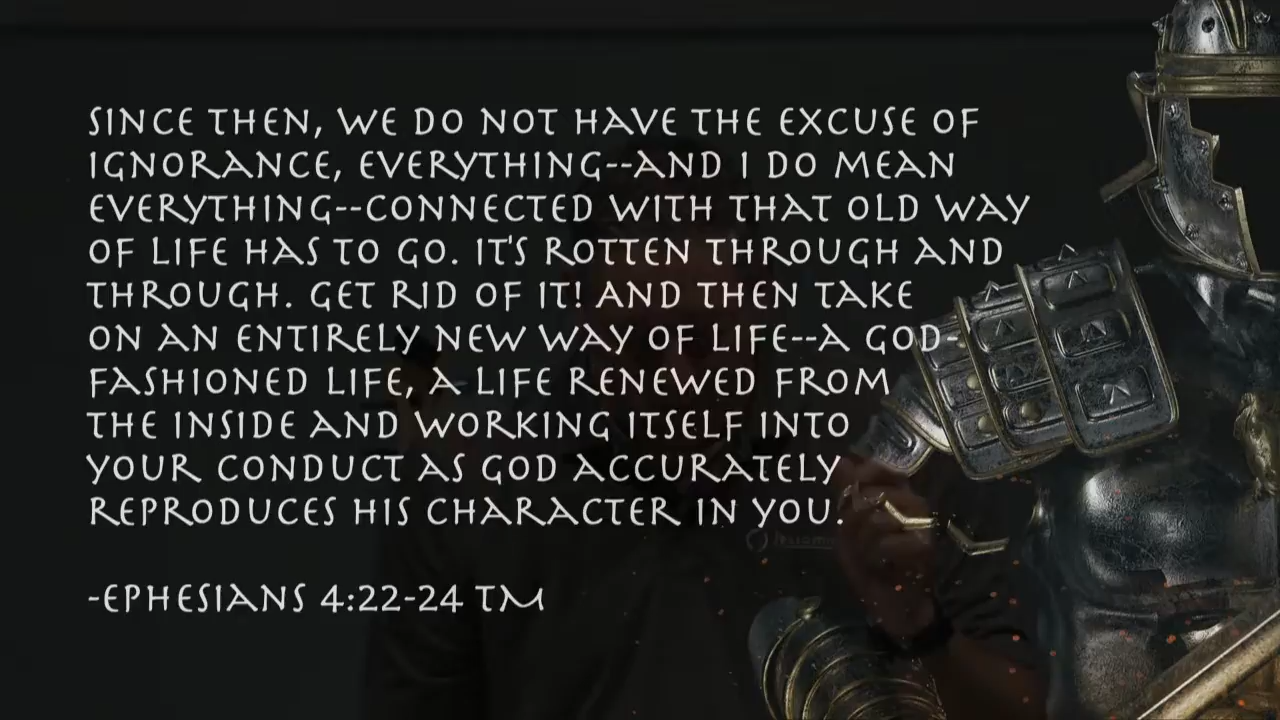 SINCE THEN, WE DO NOT HAVE THE EXCUSE OF
IGNORANCE, EVERYTHING--AND I DO MEAN
EVERYTHING--CONNECTED WITH THAT OLD WAY
OF LIFE HAS TO GO. IT'S ROTTEN THROUGH AND
THROUGH. GET RID OF IT! AND THEN TAKE
ON AN ENTIRELY NEW WAY OF LIFE--A GOD-
FASHIONED LIFE, A LIFE RENEWED FROM
THE INSIDE AND WORKING ITSELF INTO
YOUR CONDUCT AS GOD ACCURATELY
REPRODUCES HIS CHARACTER IN YOU.
-EPHESIANS 4:22-24 TM